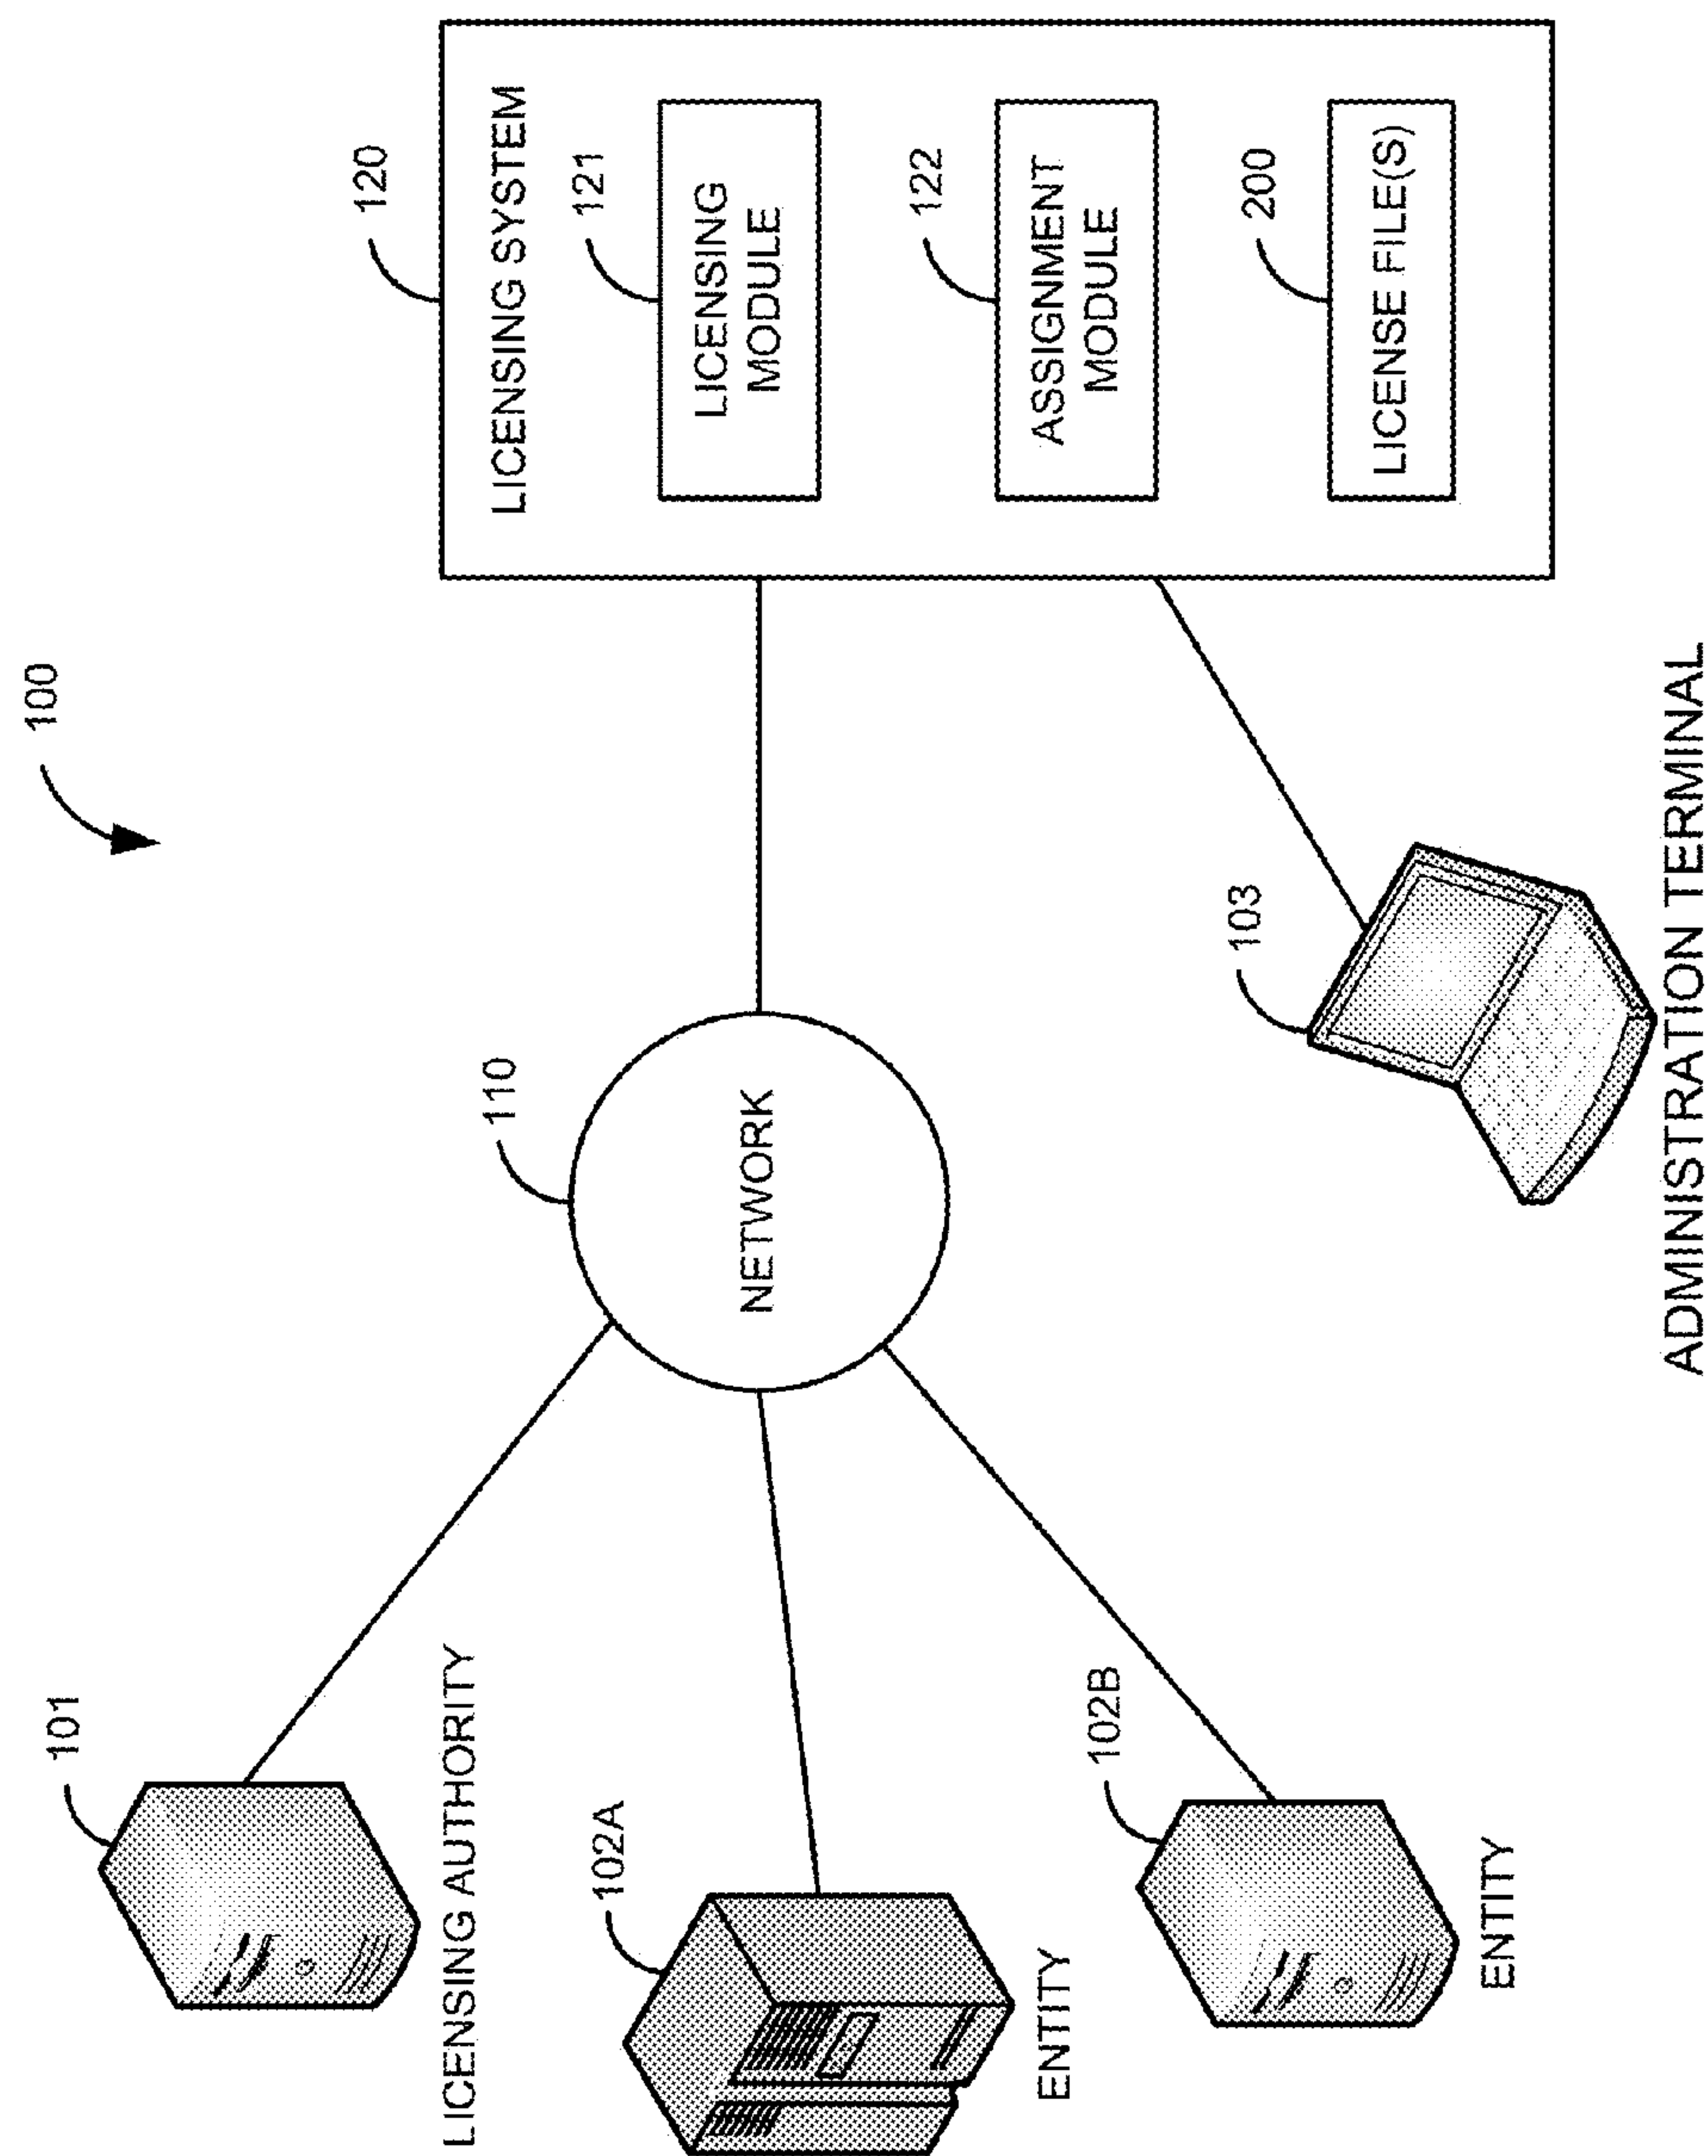 100
101
LICENSING AUTHORITY
102A
ENTITY
102B
ENTITY
110
NETWORK
103
ADMINISTRATION TERMINAL
120
LICENSING SYSTEM
121
LICENSING
MODULE
122
ASSIGNMENT
MODULE
200
LICENSE FILE(S)